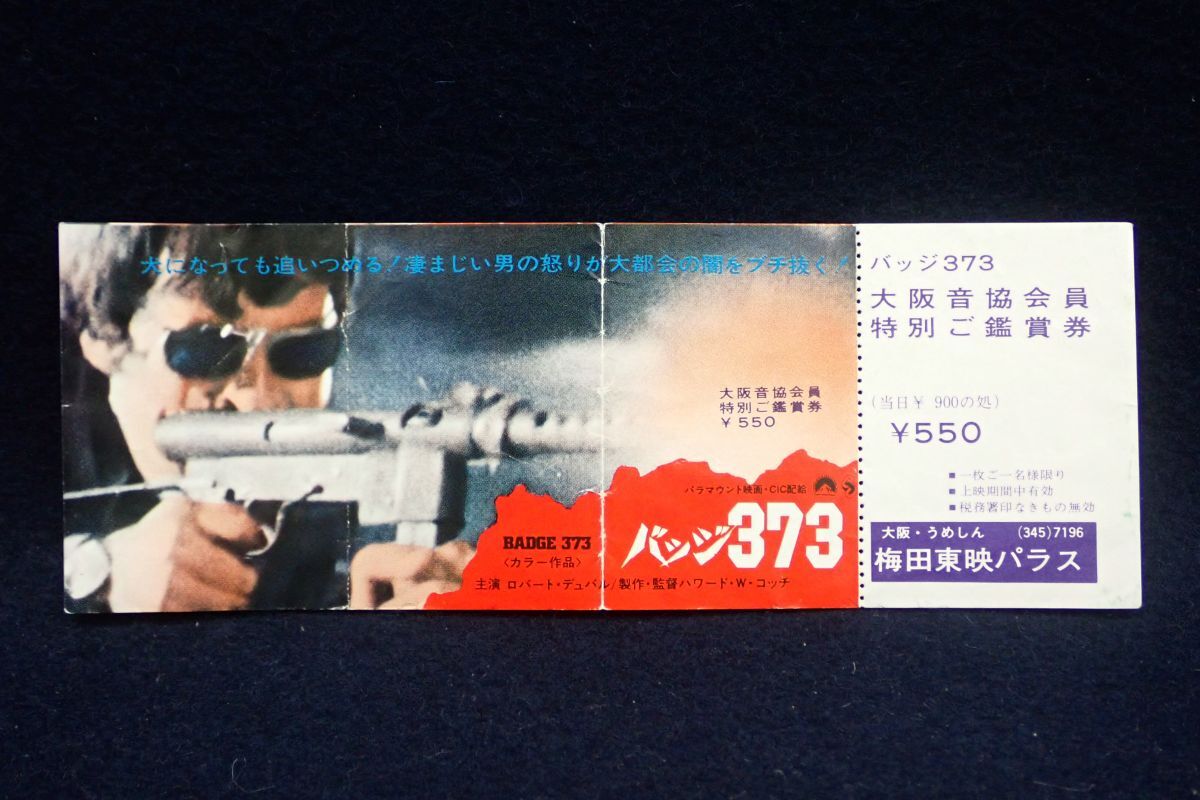 犬になっても追いつめる!凄まじい男の怒りが大都会の闇をブチ抜く!
大阪音協会員
特別ご鑑賞券
¥550
パラマウント映画・CIC配給
BADGE 373
〈カラー作品〉
バッジ373
主演 ロバート・デュバル/製作・監督ハワード・W・コッチ
バッジ373
大阪音協会員
特別ご鑑賞券
(当日¥ 900の処)
¥550
■一枚ご一名様限り
■上映期間中有効
■税務署印なきもの無効
大阪・うめしん (345)7196
梅田東映パラス